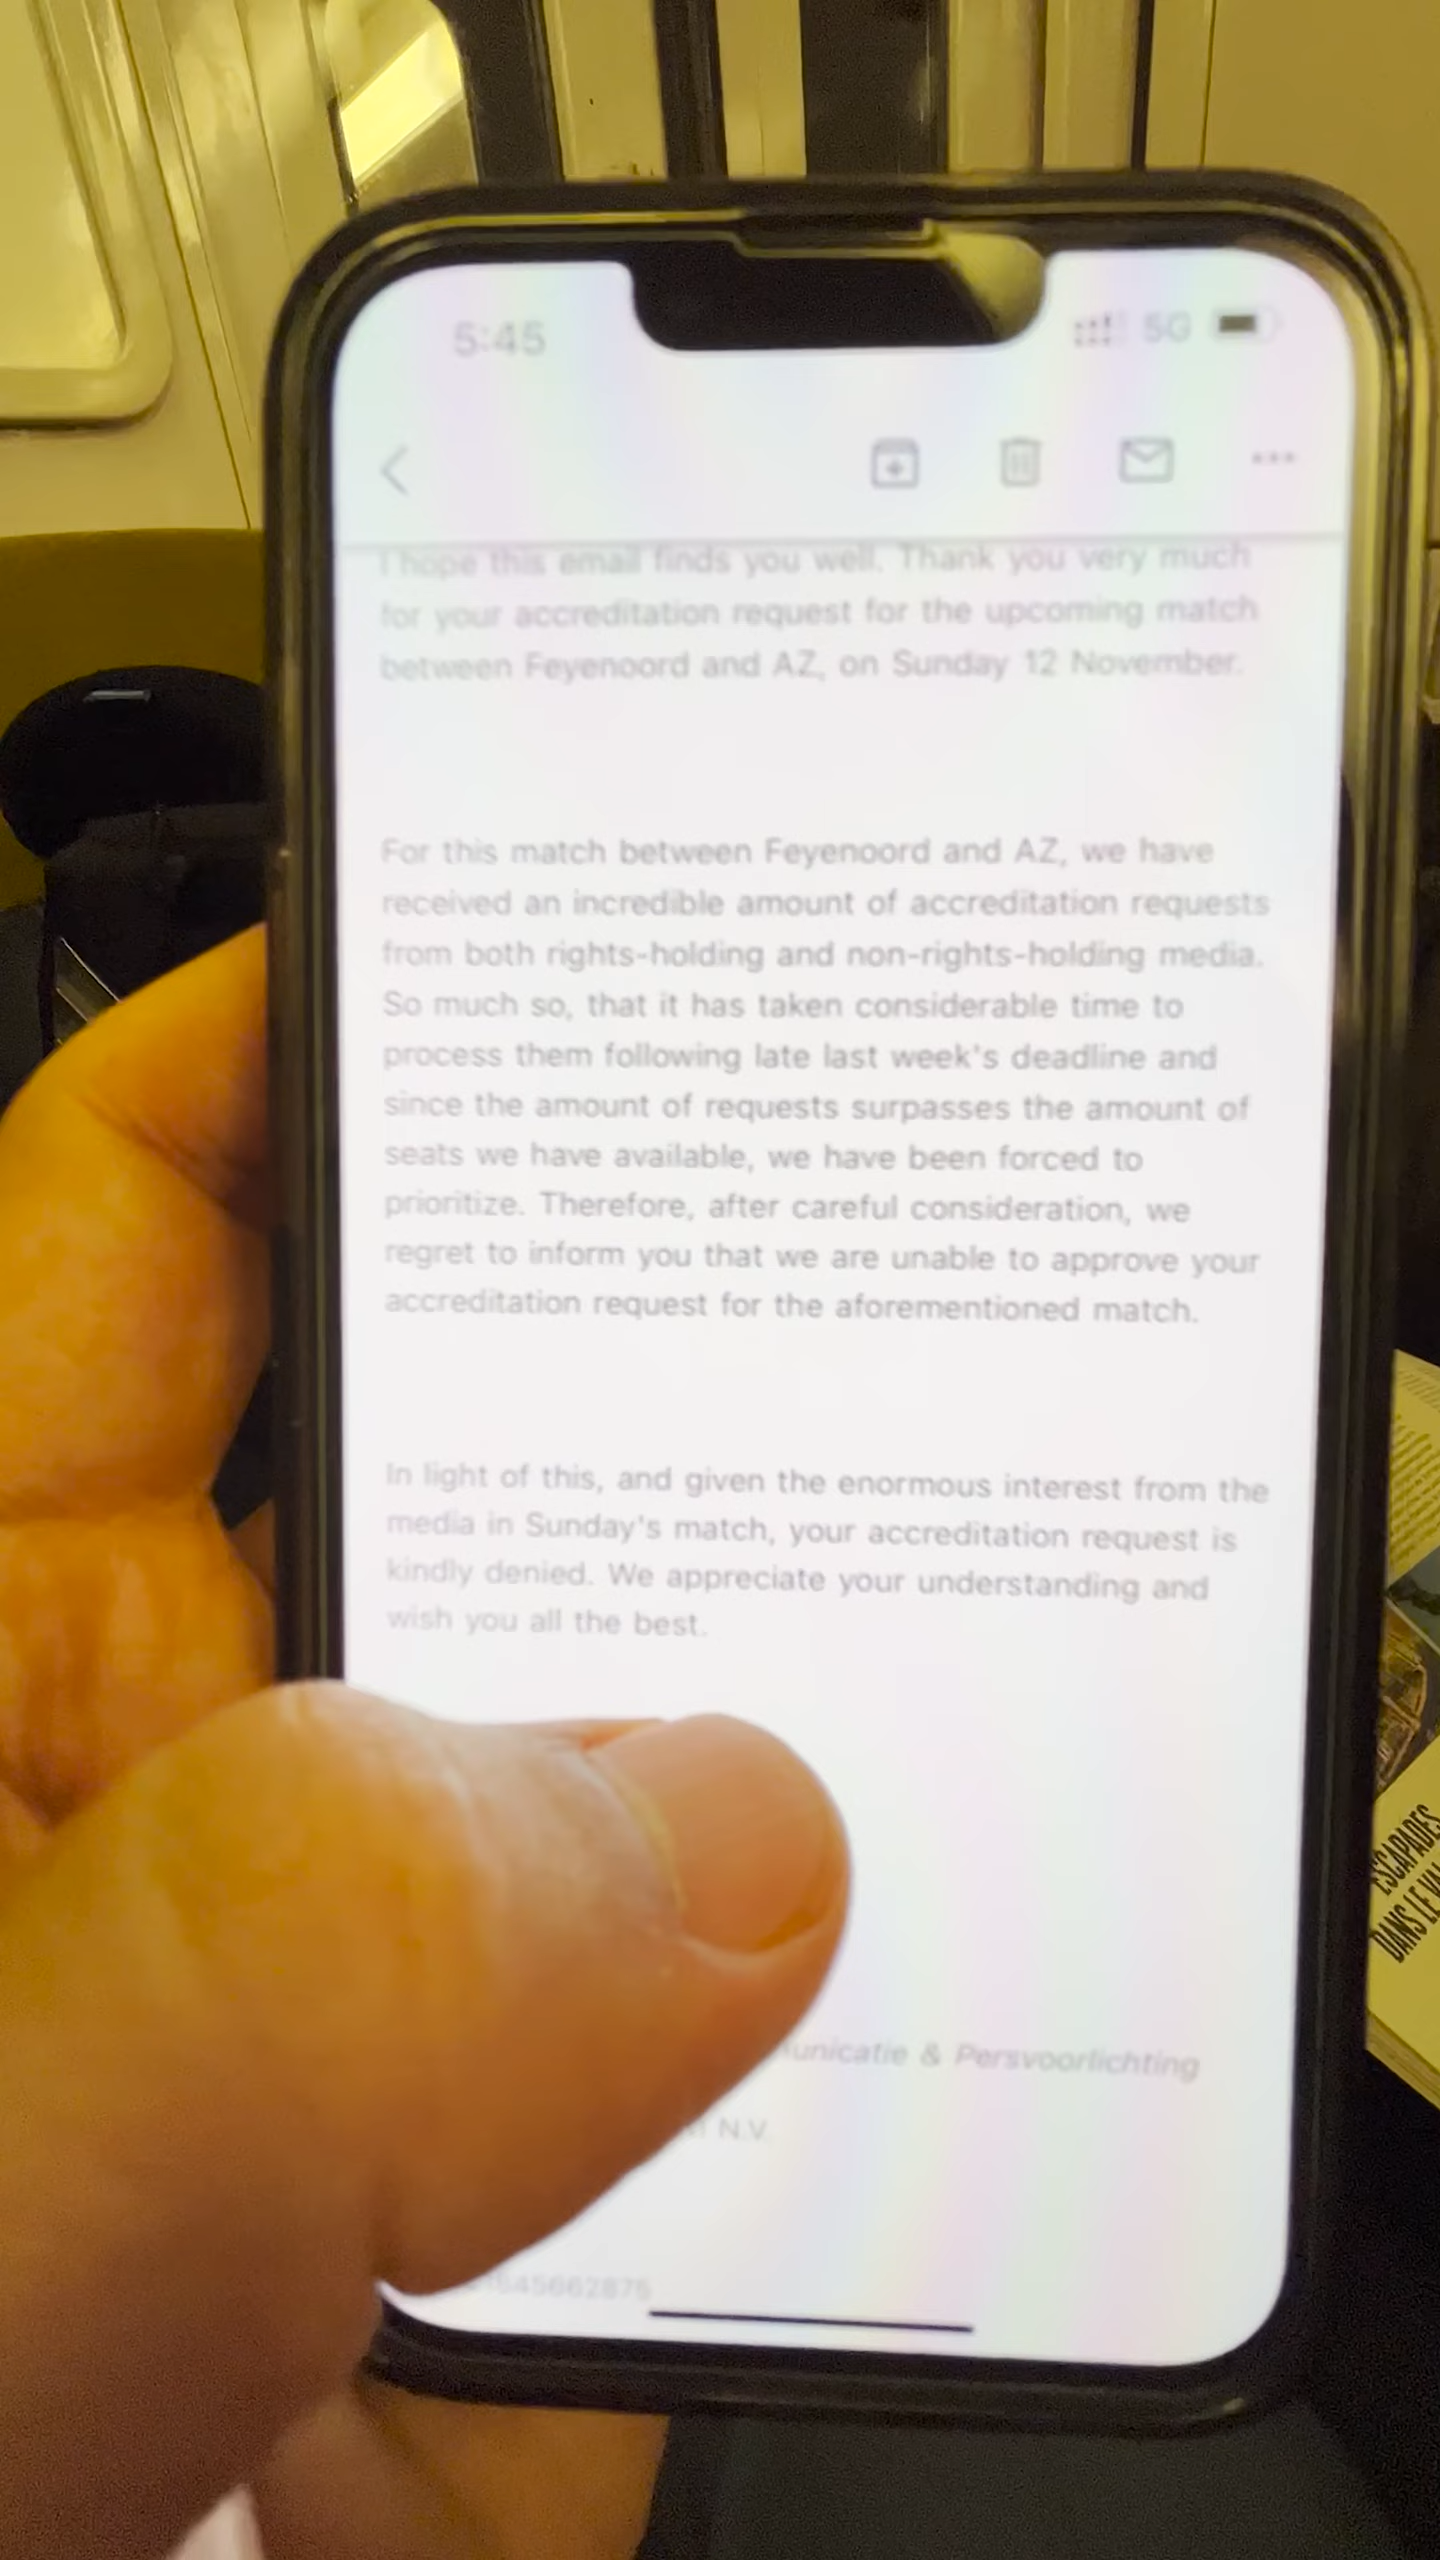 5:45
5G
I hope this email finds you well. Thank you very much
for your accreditation request for the upcoming match
between Feyenoord and AZ, on Sunday 12 November.
For this match between Feyenoord and AZ, we have
received an incredible amount of accreditation requests
from both rights-holding and non-rights-holding media.
So much so, that it has taken considerable time to
process them following late last week's deadline and
since the amount of requests surpasses the amount of
seats we have available, we have been forced to
prioritize. Therefore, after careful consideration, we
regret to inform you that we are unable to approve your
accreditation request for the aforementioned match.
In light of this, and given the enormous interest from the
media in Sunday's match, your accreditation request is
kindly denied. We appreciate your understanding and
wish you all the best.
& Persvoorlichting
N.V.
ESCAPADES
DANS LE